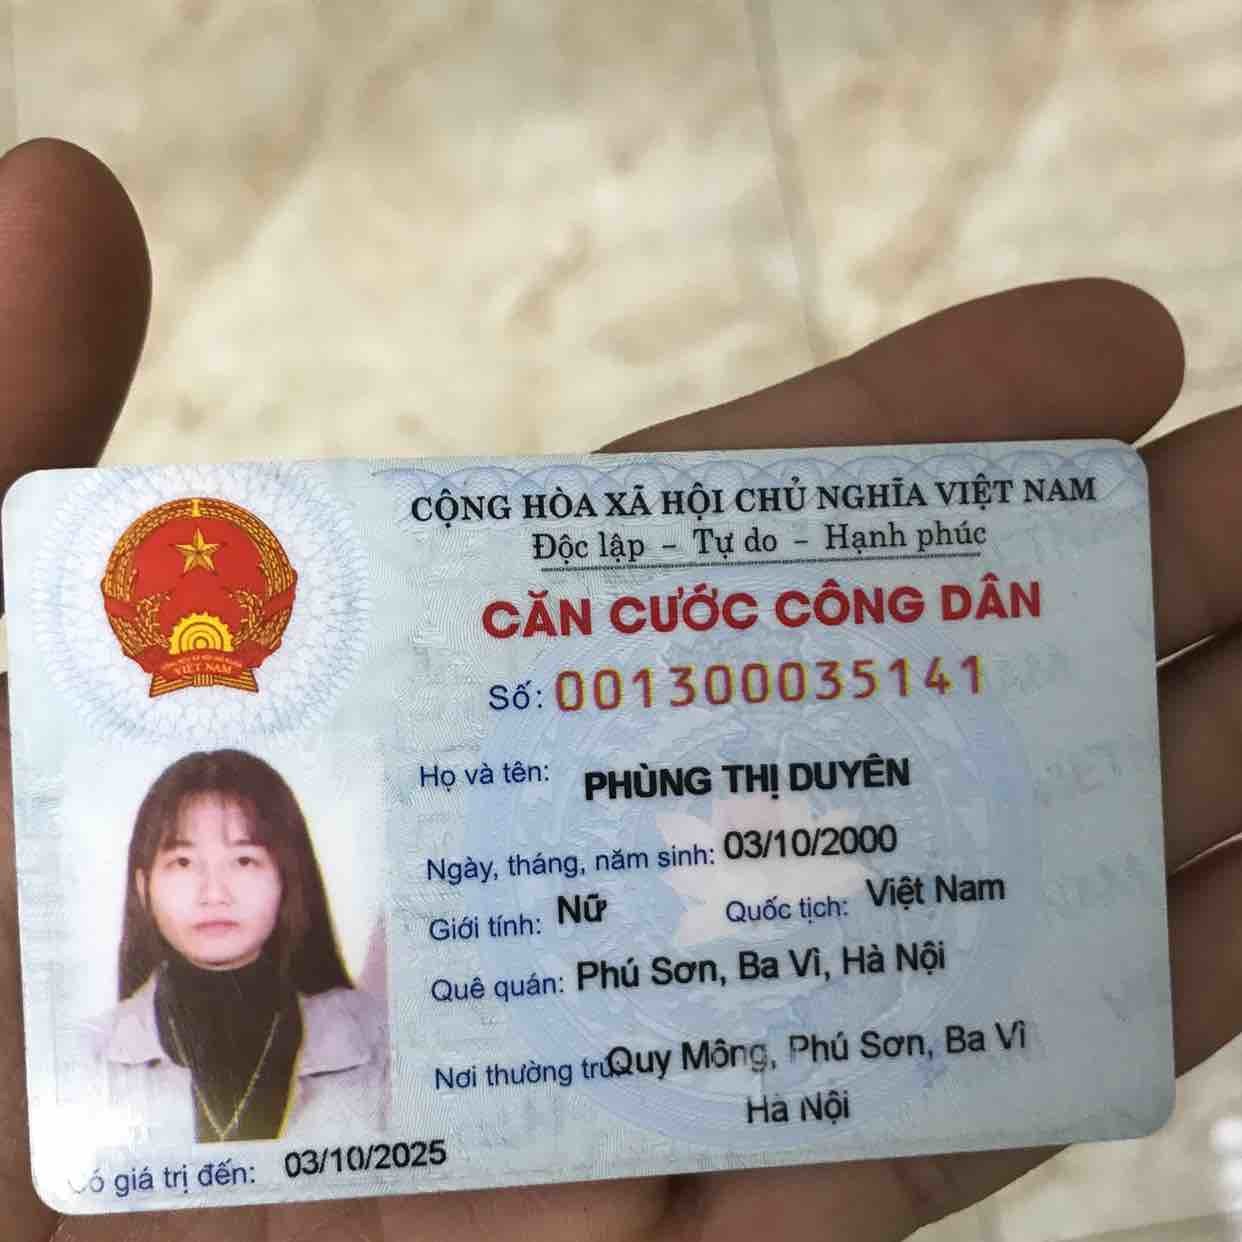 CỘNG HÒA XÃ HỘI CHỦ NGHĨA VIỆT NAM
Độc lập - Tự do - Hạnh phúc
CĂN CƯỚC CÔNG DÂN
VIỆT NAM
Số: 001300035141
Họ và tên: PHÙNG THỊ DUYÊN
Ngày, tháng, năm sinh: 03/10/2000
Giới tính: Nữ Quốc tịch: Việt Nam
Quê quán: Phú Sơn, Ba Vì, Hà Nội
Nơi thường trú: Quy Mông, Phú Sơn, Ba Vì
Hà Nội
Có giá trị đến: 03/10/2025